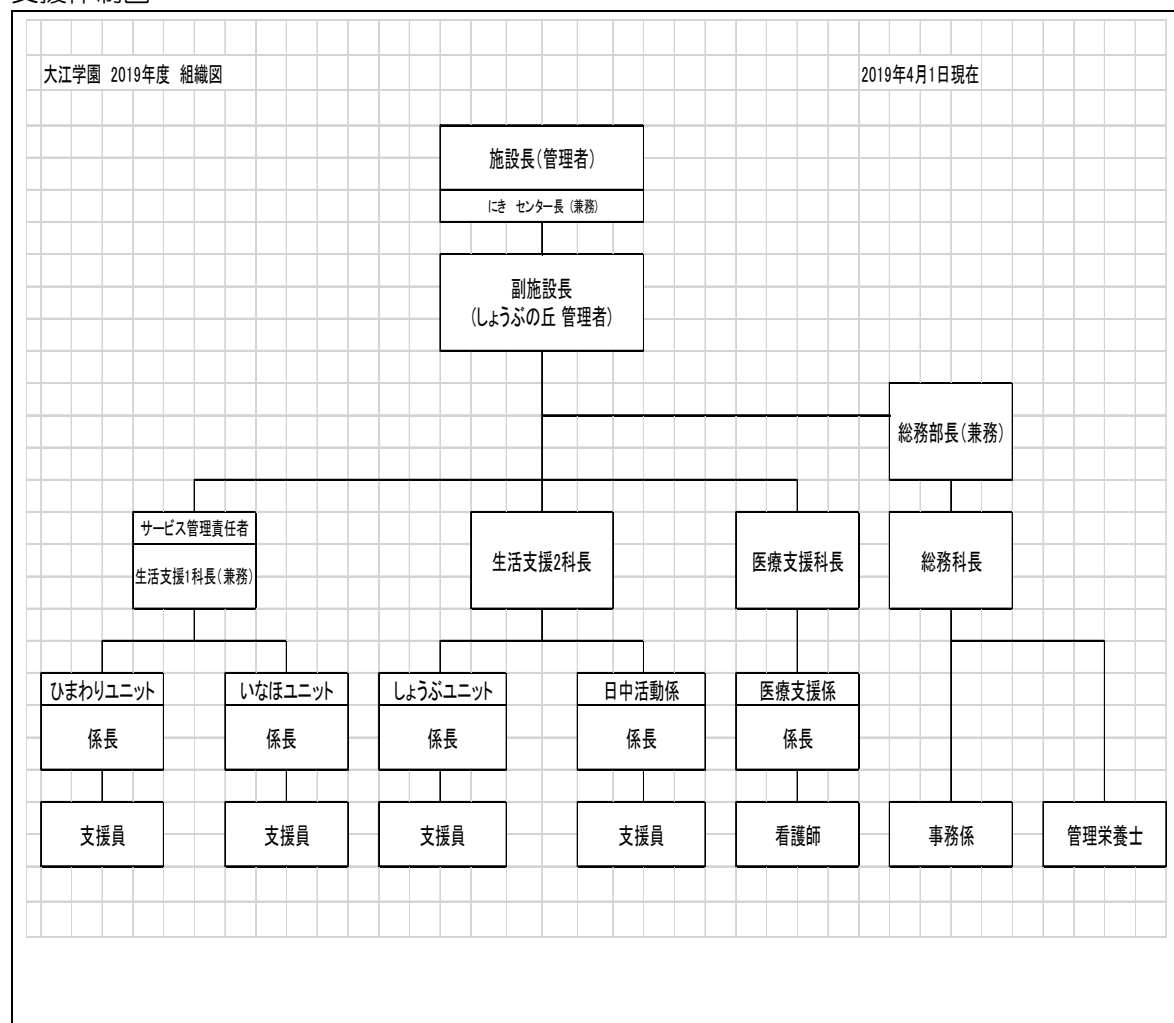 支援体制図
大江学園 2019年度 組織図
2019年4月1日現在
施設長(管理者)
にき センター長(兼務)
副施設長
(しょうぶの丘 管理者)
総務部長(兼務)
サービス管理責任者
生活支援1科長(兼務)
生活支援2科長
医療支援科長
総務科長
ひまわりユニット
係長
いなほユニット
係長
しょうぶユニット
係長
日中活動係
係長
医療支援係
係長
支援員
支援員
支援員
支援員
看護師
事務係
管理栄養士